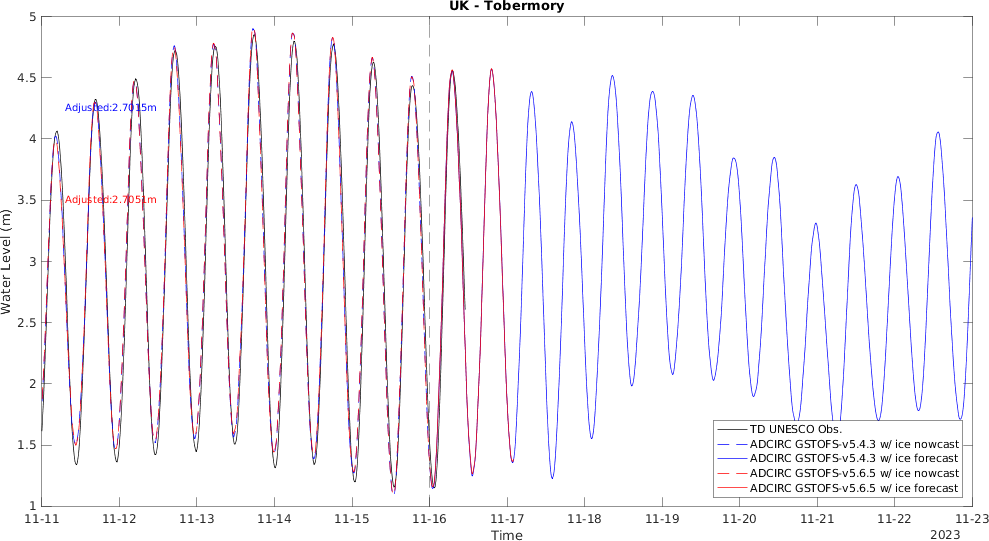 UK - Tobermory
5
4.5
4
3.5
3
2.5
2
1.5
1
Water Level (m)
Adjusted:2.7015m
Adjusted:2.7051m
TD UNESCO Obs.
ADCIRC GSTOFS-v5.4.3 w/ ice nowcast
ADCIRC GSTOFS-v5.4.3 w/ ice forecast
ADCIRC GSTOFS-v5.6.5 w/ ice nowcast
ADCIRC GSTOFS-v5.6.5 w/ ice forecast
11-11 11-12 11-13 11-14 11-15 11-16 11-17 11-18 11-19 11-20 11-21 11-22 11-23
Time
2023